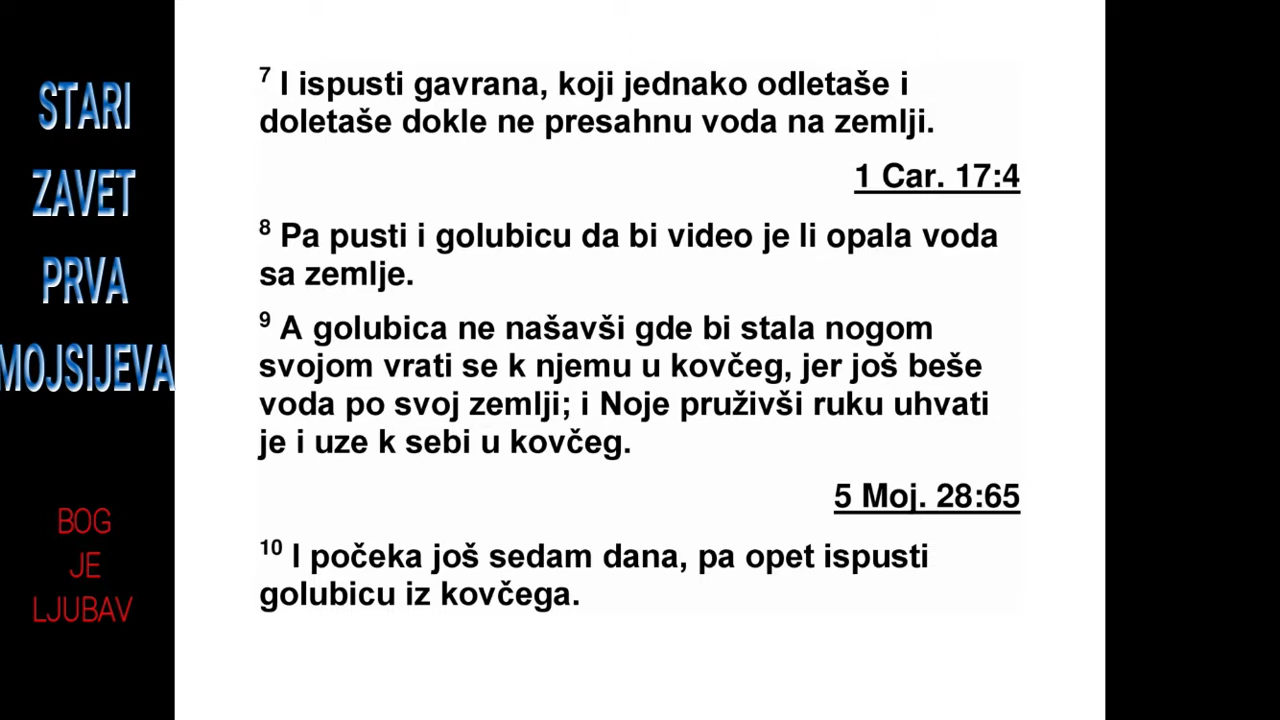 STARI
ZAVET
PRVA
MOJSIJEVA
BOG
JE
LJUBAV
7 I ispusti gavrana, koji jednako odletaše i
doletaše dokle ne presahnu voda na zemlji.
1 Car. 17:4
8 Pa pusti i golubicu da bi video je li opala voda
sa zemlje.
9 A golubica ne našavši gde bi stala nogom
svojom vrati se k njemu u kovčeg, jer još beše
voda po svoj zemlji; i Noje pruživši ruku uhvati
je i uze k sebi u kovčeg.
5 Moj. 28:65
10 I počeka još sedam dana, pa opet ispusti
golubicu iz kovčega.